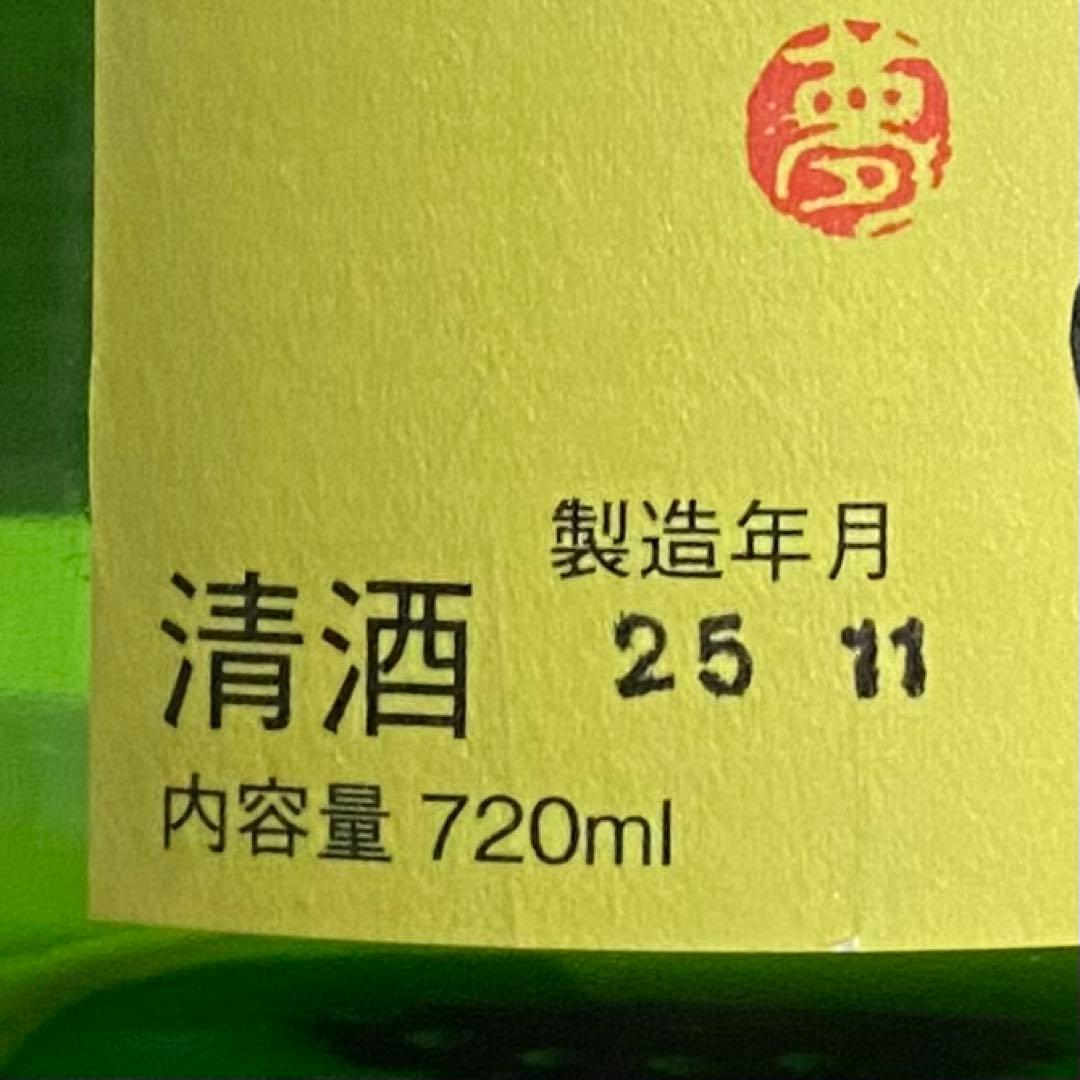 製造年月
25 11
清酒
内容量 720ml